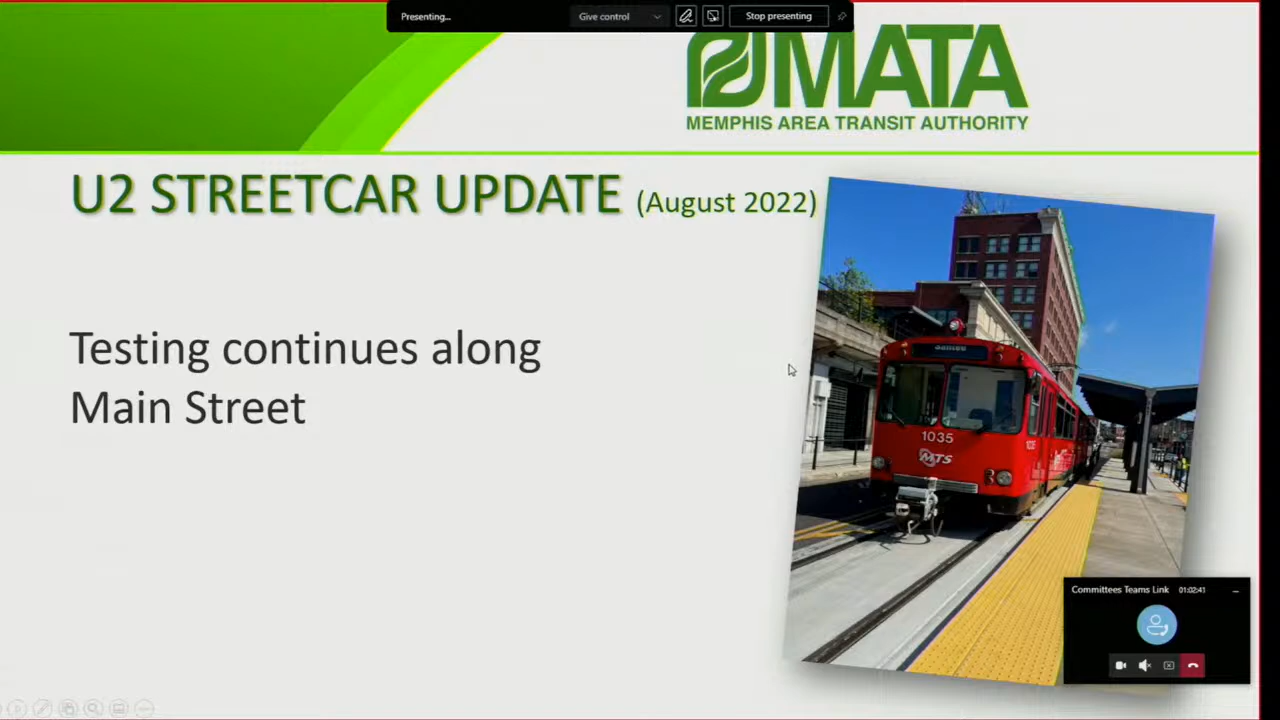 Presenting...
Give control
Stop presenting
MATA
MEMPHIS AREA TRANSIT AUTHORITY
U2 STREETCAR UPDATE (August 2022)
Testing continues along
Main Street
1035
MTS
Committees Teams Link 01:02:41